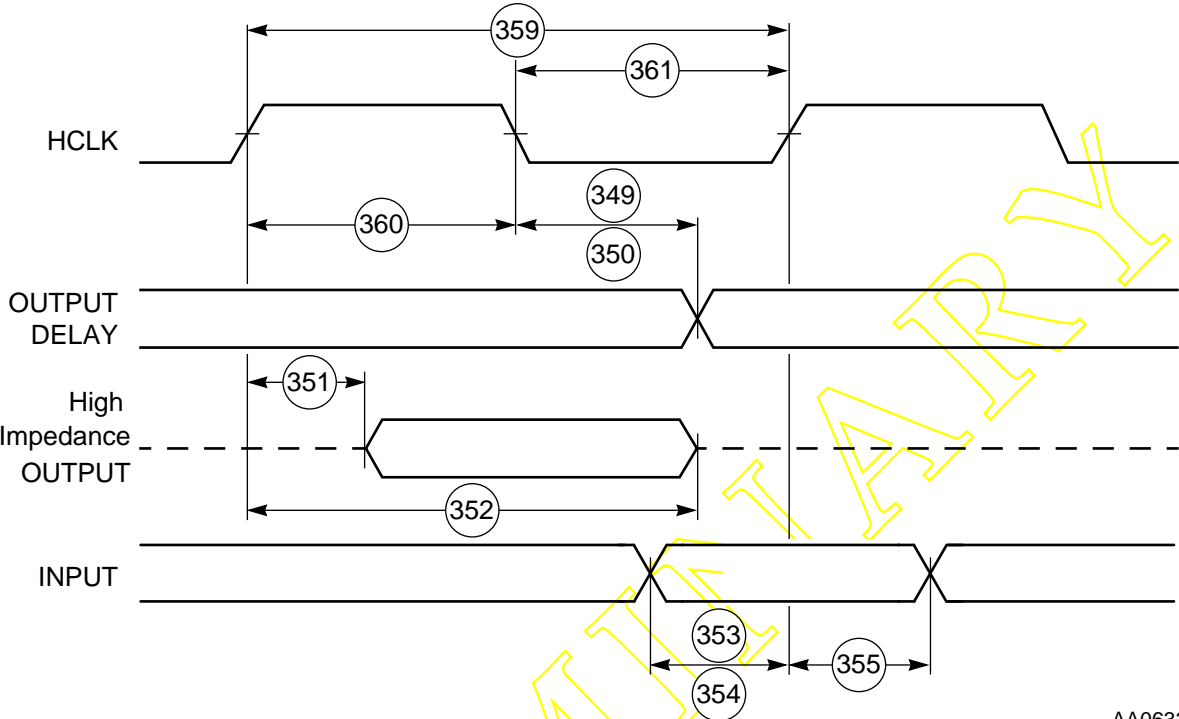 359
361
HCLK
349
360
350
OUTPUT
DELAY
351
High
Impedance
OUTPUT
352
INPUT
353
355
354